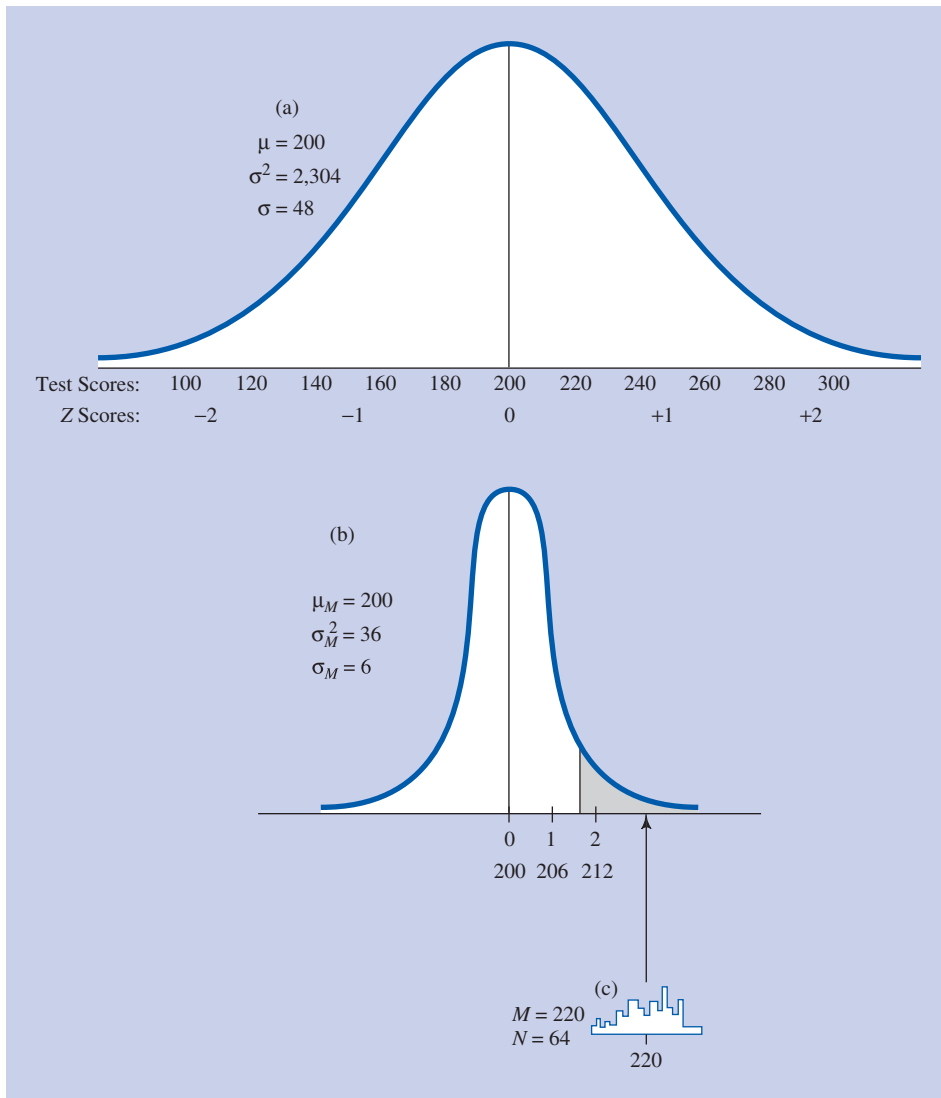 (a)
μ = 200
σ² = 2,304
σ = 48
Test Scores: 100 120 140 160 180 200 220 240 260 280 300
Z Scores: −2 −1 0 +1 +2
(b)
μM = 200
σM² = 36
σM = 6
0 1 2
200 206 212
(c)
M = 220
N = 64
220